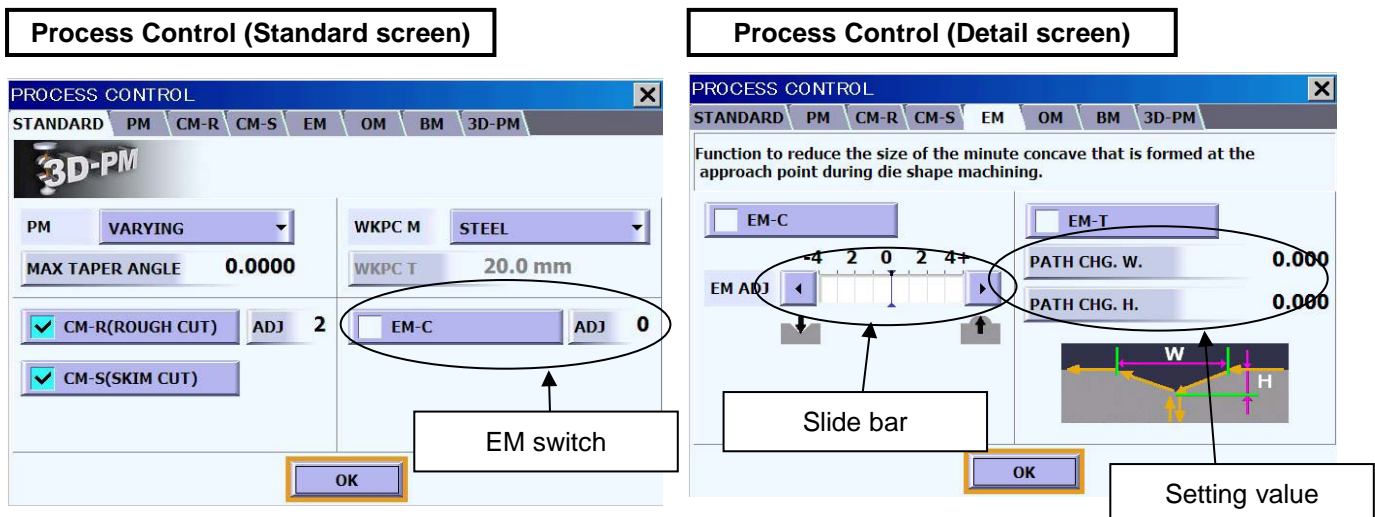 Process Control (Standard screen)
PROCESS CONTROL
STANDARD PM CM-R CM-S EM OM BM 3D-PM
3D-PM
PM VARYING WKPC M STEEL
MAX TAPER ANGLE 0.0000 WKPC T 20.0 mm
CM-R(ROUGH CUT) ADJ 2 EM-C ADJ 0
CM-S(SKIM CUT)
EM switch
OK
Process Control (Detail screen)
PROCESS CONTROL
STANDARD PM CM-R CM-S EM OM BM 3D-PM
Function to reduce the size of the minute concave that is formed at the
approach point during die shape machining.
EM-C EM-T
-4 2 0 2 4+ PATH CHG. W. 0.000
EM ADJ PATH CHG. H. 0.000
W
H
Slide bar
OK
Setting value